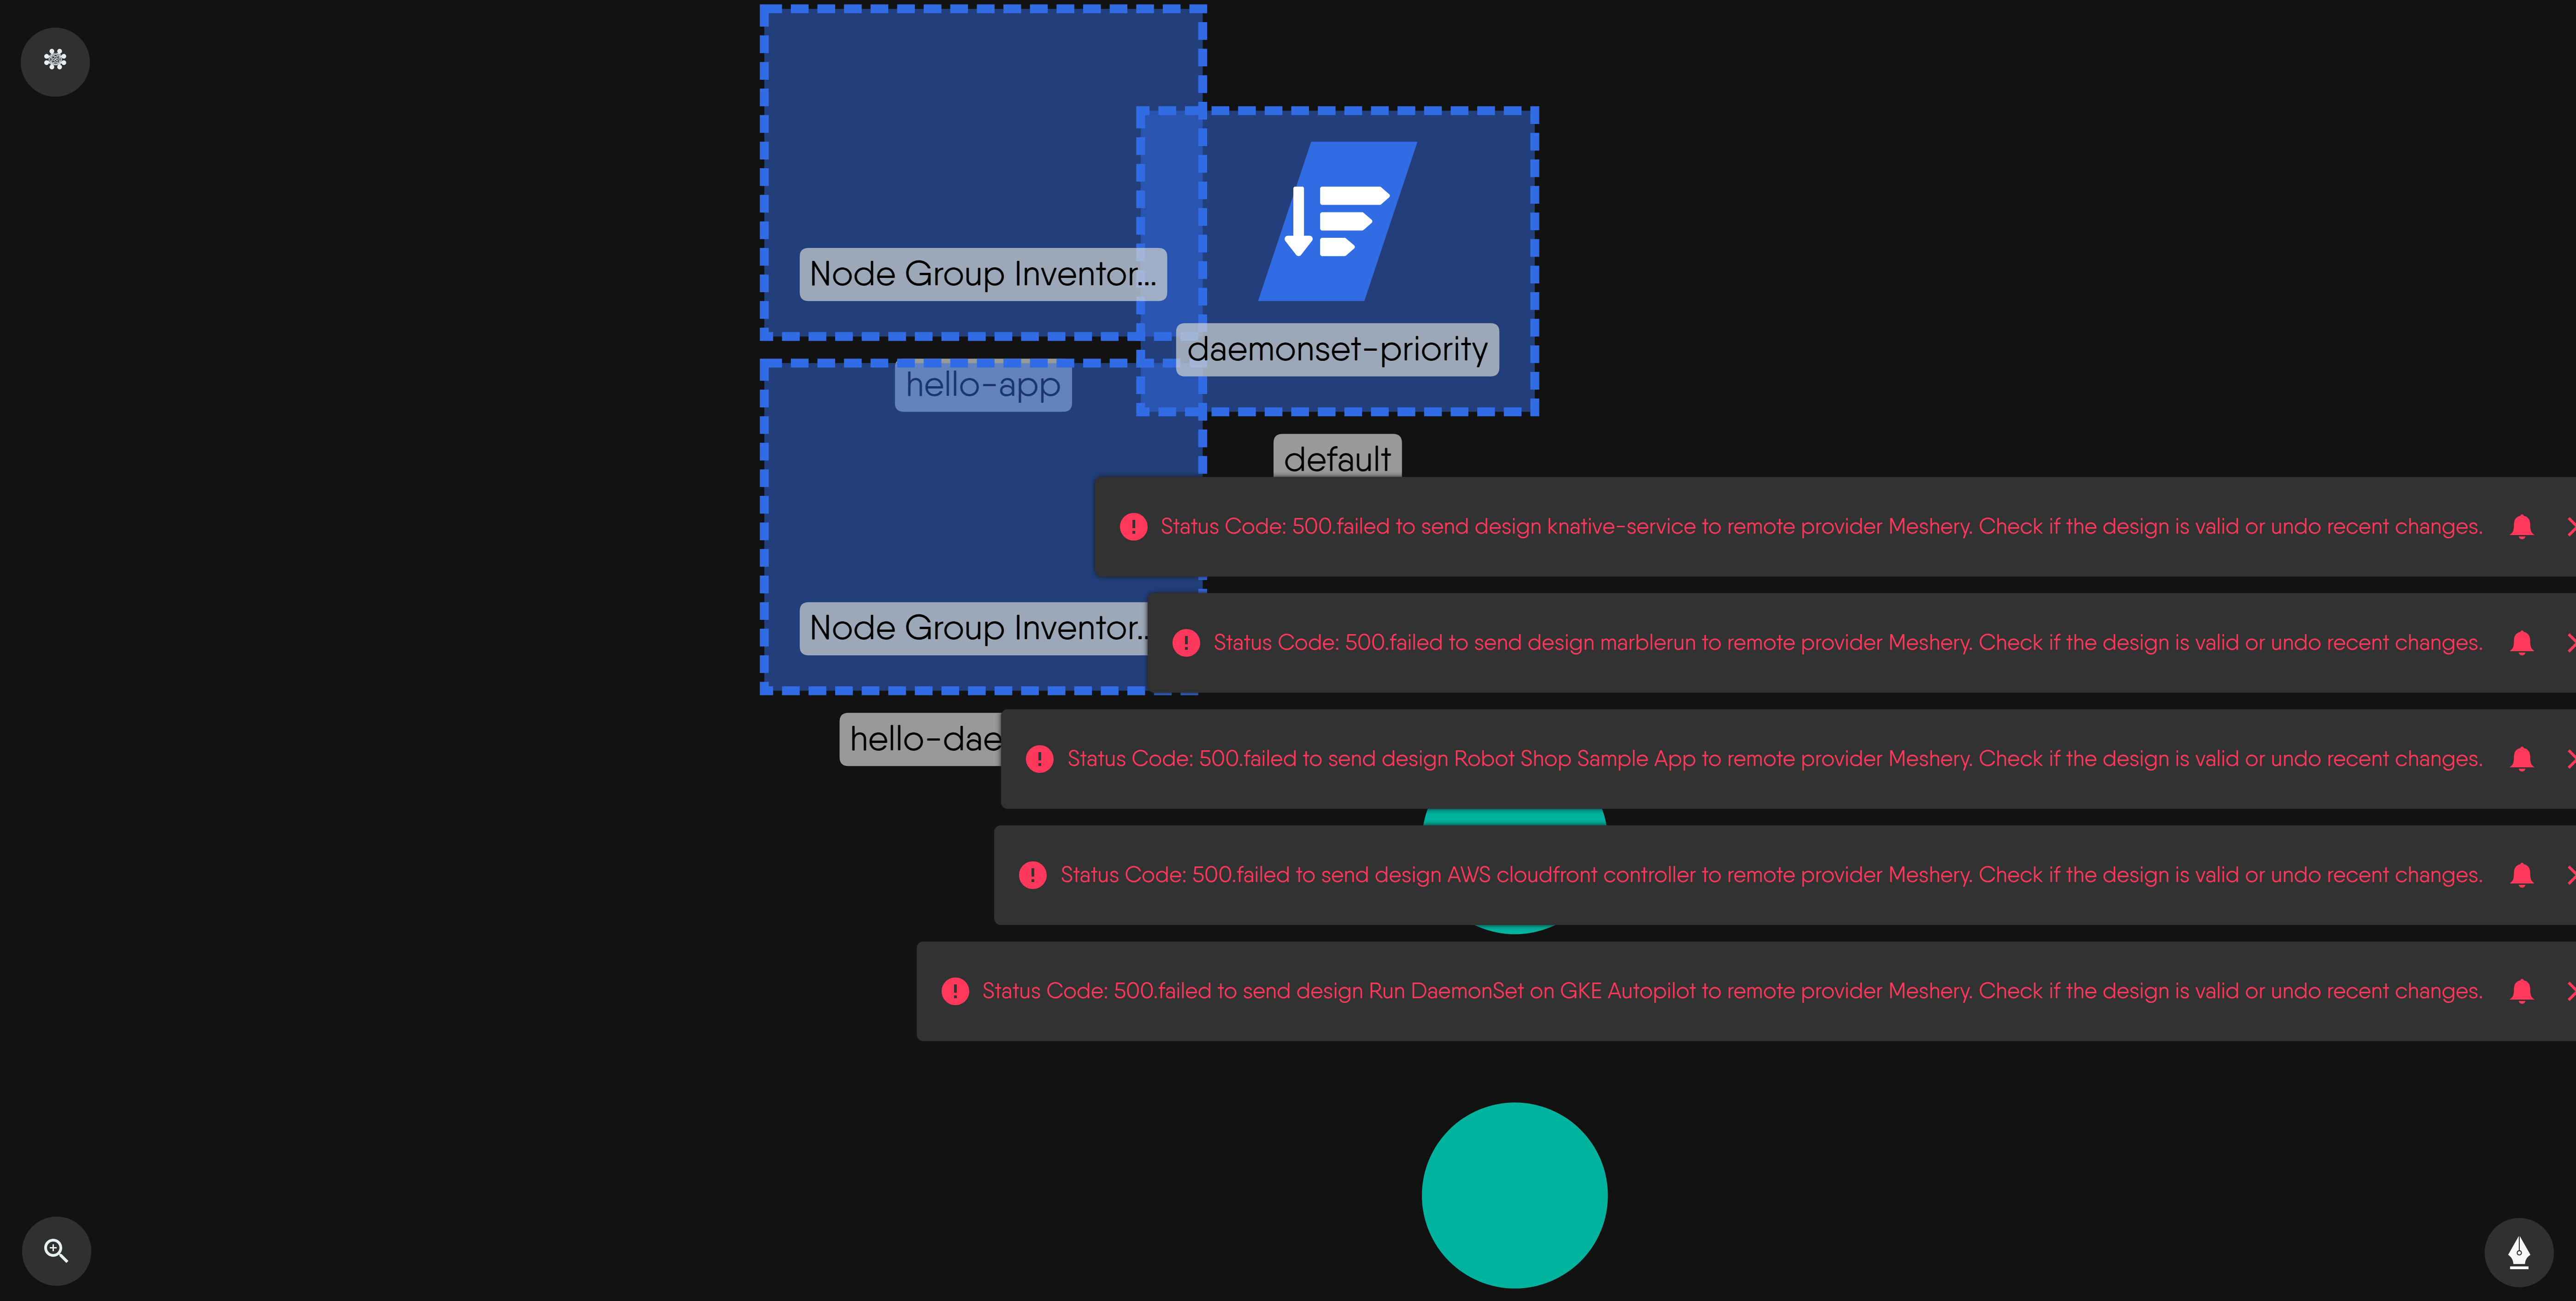 Node Group Inventor...
daemonset-priority
hello-app
default
Status Code: 500.failed to send design knative-service to remote provider Meshery. Check if the design is valid or undo recent changes.
Node Group Inventor..
Status Code: 500.failed to send design marblerun to remote provider Meshery. Check if the design is valid or undo recent changes.
hello-dae
Status Code: 500.failed to send design Robot Shop Sample App to remote provider Meshery. Check if the design is valid or undo recent changes.
Status Code: 500.failed to send design AWS cloudfront controller to remote provider Meshery. Check if the design is valid or undo recent changes.
Status Code: 500.failed to send design Run DaemonSet on GKE Autopilot to remote provider Meshery. Check if the design is valid or undo recent changes.